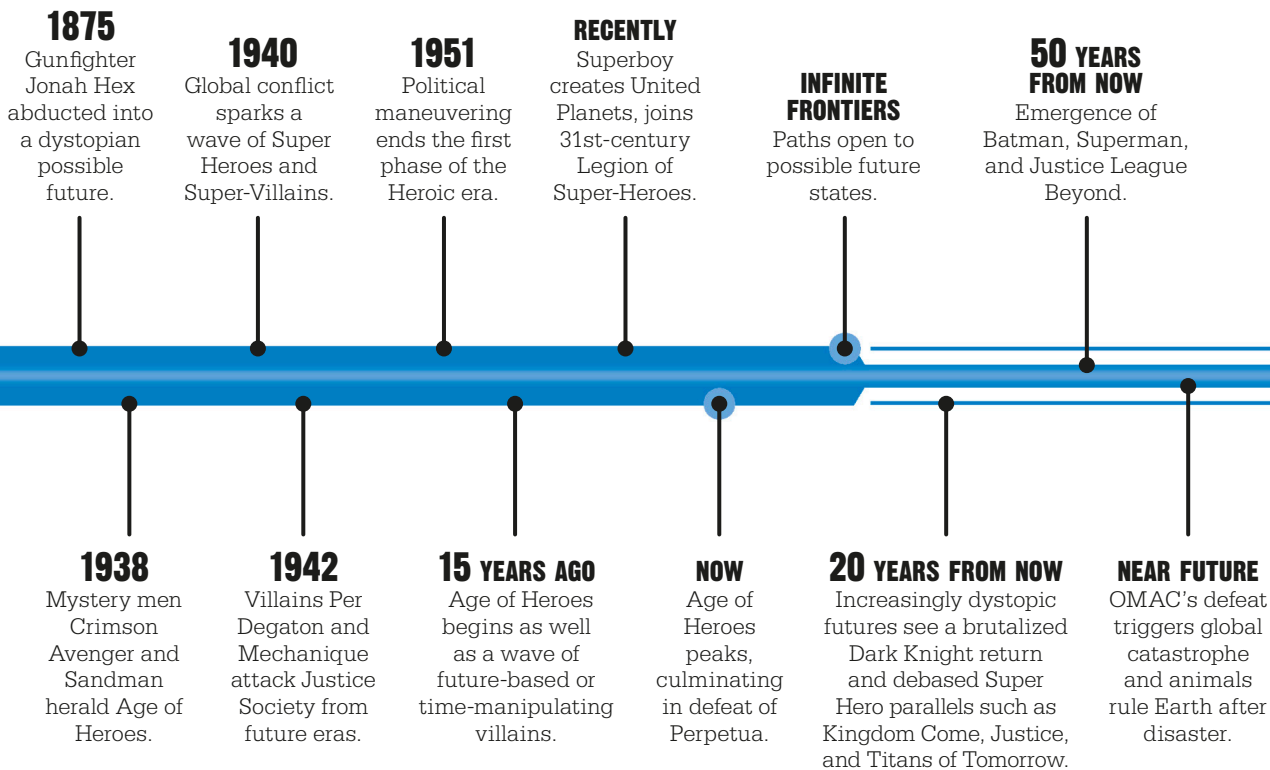 1875
Gunfighter
Jonah Hex
abducted into
a dystopian
possible
future.
1940
Global conflict
sparks a
wave of Super
Heroes and
Super-Villains.
1951
Political
maneuvering
ends the first
phase of the
Heroic era.
RECENTLY
Superboy
creates United
Planets, joins
31st-century
Legion of
Super-Heroes.
INFINITE
FRONTIERS
Paths open to
possible future
states.
50 YEARS
FROM NOW
Emergence of
Batman, Superman,
and Justice League
Beyond.
1938
Mystery men
Crimson
Avenger and
Sandman
herald Age of
Heroes.
1942
Villains Per
Degaton and
Mechanique
attack Justice
Society from
future eras.
15 YEARS AGO
Age of Heroes
begins as well
as a wave of
future-based or
time-manipulating
villains.
NOW
Age of
Heroes
peaks,
culminating
in defeat of
Perpetua.
20 YEARS FROM NOW
Increasingly dystopic
futures see a brutalized
Dark Knight return
and debased Super
Hero parallels such as
Kingdom Come, Justice,
and Titans of Tomorrow.
NEAR FUTURE
OMAC's defeat
triggers global
catastrophe
and animals
rule Earth after
disaster.